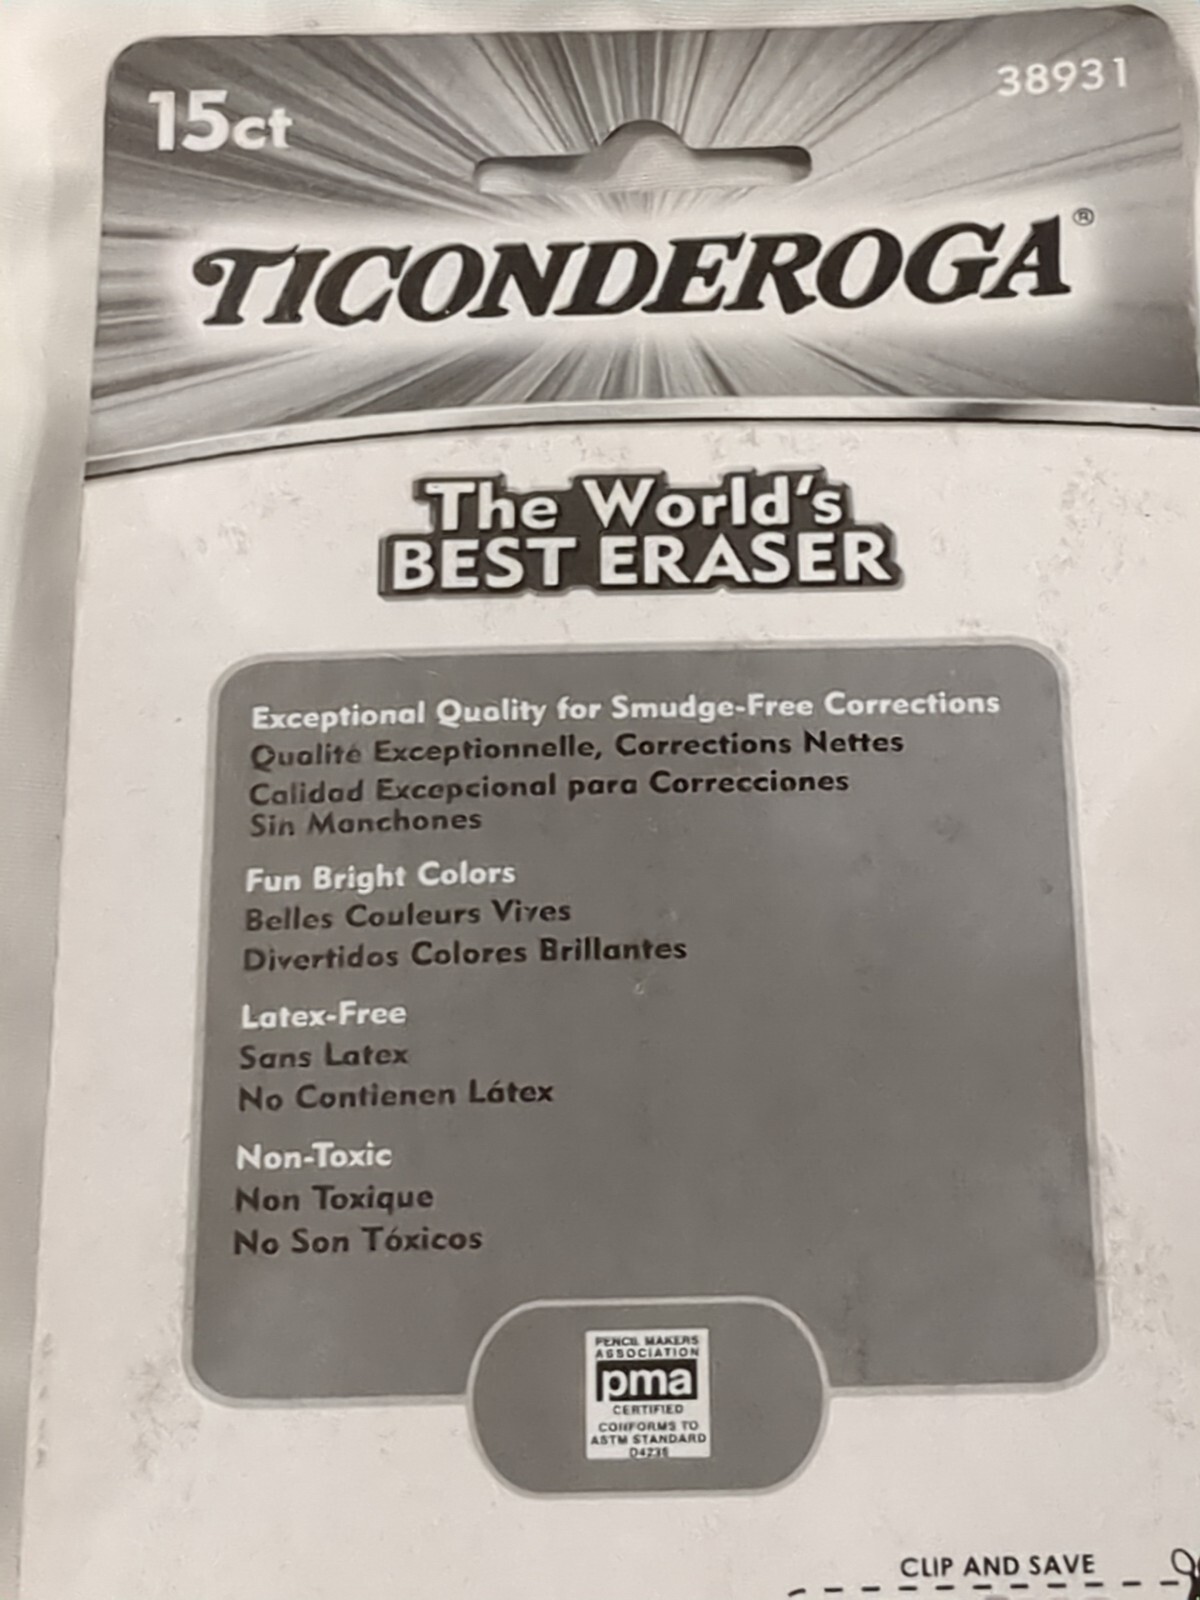 15ct
38931
TICONDEROGA®
The World's
BEST ERASER
Exceptional Quality for Smudge-Free Corrections
Qualité Exceptionnelle, Corrections Nettes
Calidad Excepcional para Correcciones
Sin Manchones
Fun Bright Colors
Belles Couleurs Vives
Divertidos Colores Brillantes
Latex-Free
Sans Latex
No Contienen Látex
Non-Toxic
Non Toxique
No Son Tóxicos
PENCIL MAKERS
ASSOCIATION
pma
CERTIFIED
CONFORMS TO
ASTM STANDARD
D4236
CLIP AND SAVE